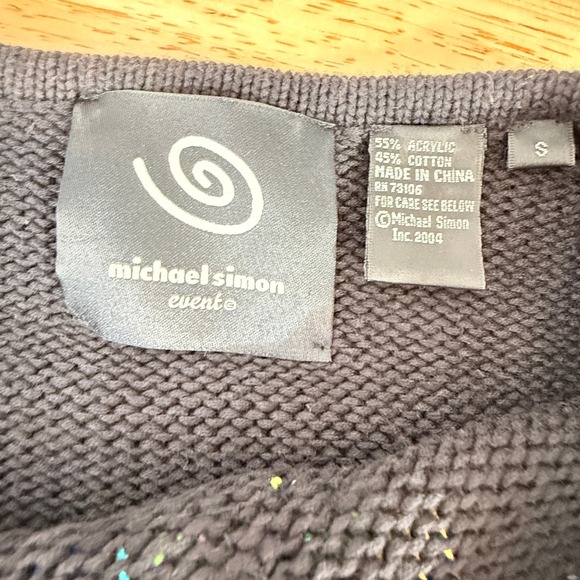 michael simon
event©
55% ACRYLIC
45% COTTON
MADE IN CHINA
RN 73106
FOR CARE SEE BELOW
©Michael Simon
Inc. 2004
S